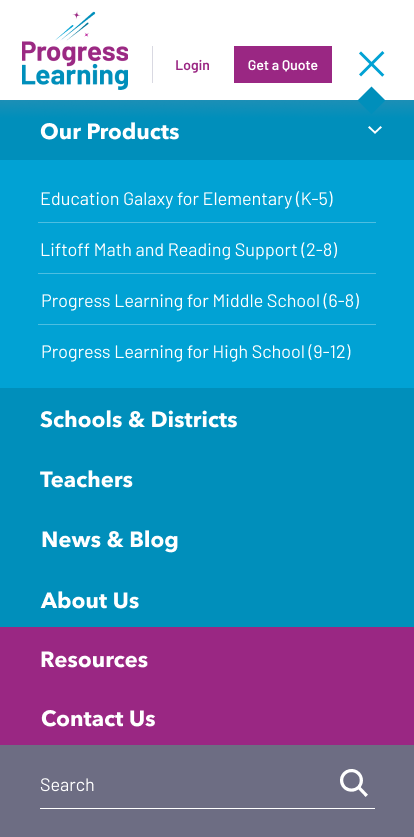 Progress
Learning
Login
Get a Quote
Our Products
Education Galaxy for Elementary (K-5)
Liftoff Math and Reading Support (2-8)
Progress Learning for Middle School (6-8)
Progress Learning for High School (9-12)
Schools & Districts
Teachers
News & Blog
About Us
Resources
Contact Us
Search